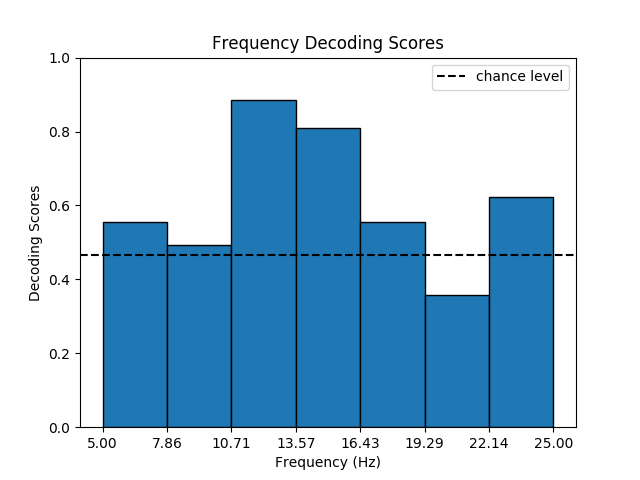 Frequency Decoding Scores
chance level
1.0
0.8
0.6
0.4
0.2
0.0
Decoding Scores
5.00 7.86 10.71 13.57 16.43 19.29 22.14 25.00
Frequency (Hz)